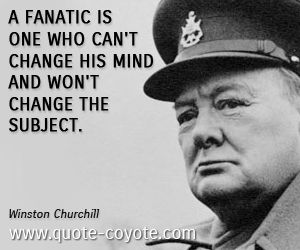 A FANATIC IS
ONE WHO CAN'T
CHANGE HIS MIND
AND WON'T
CHANGE THE
SUBJECT.
Winston Churchill
www.quote-coyote.com